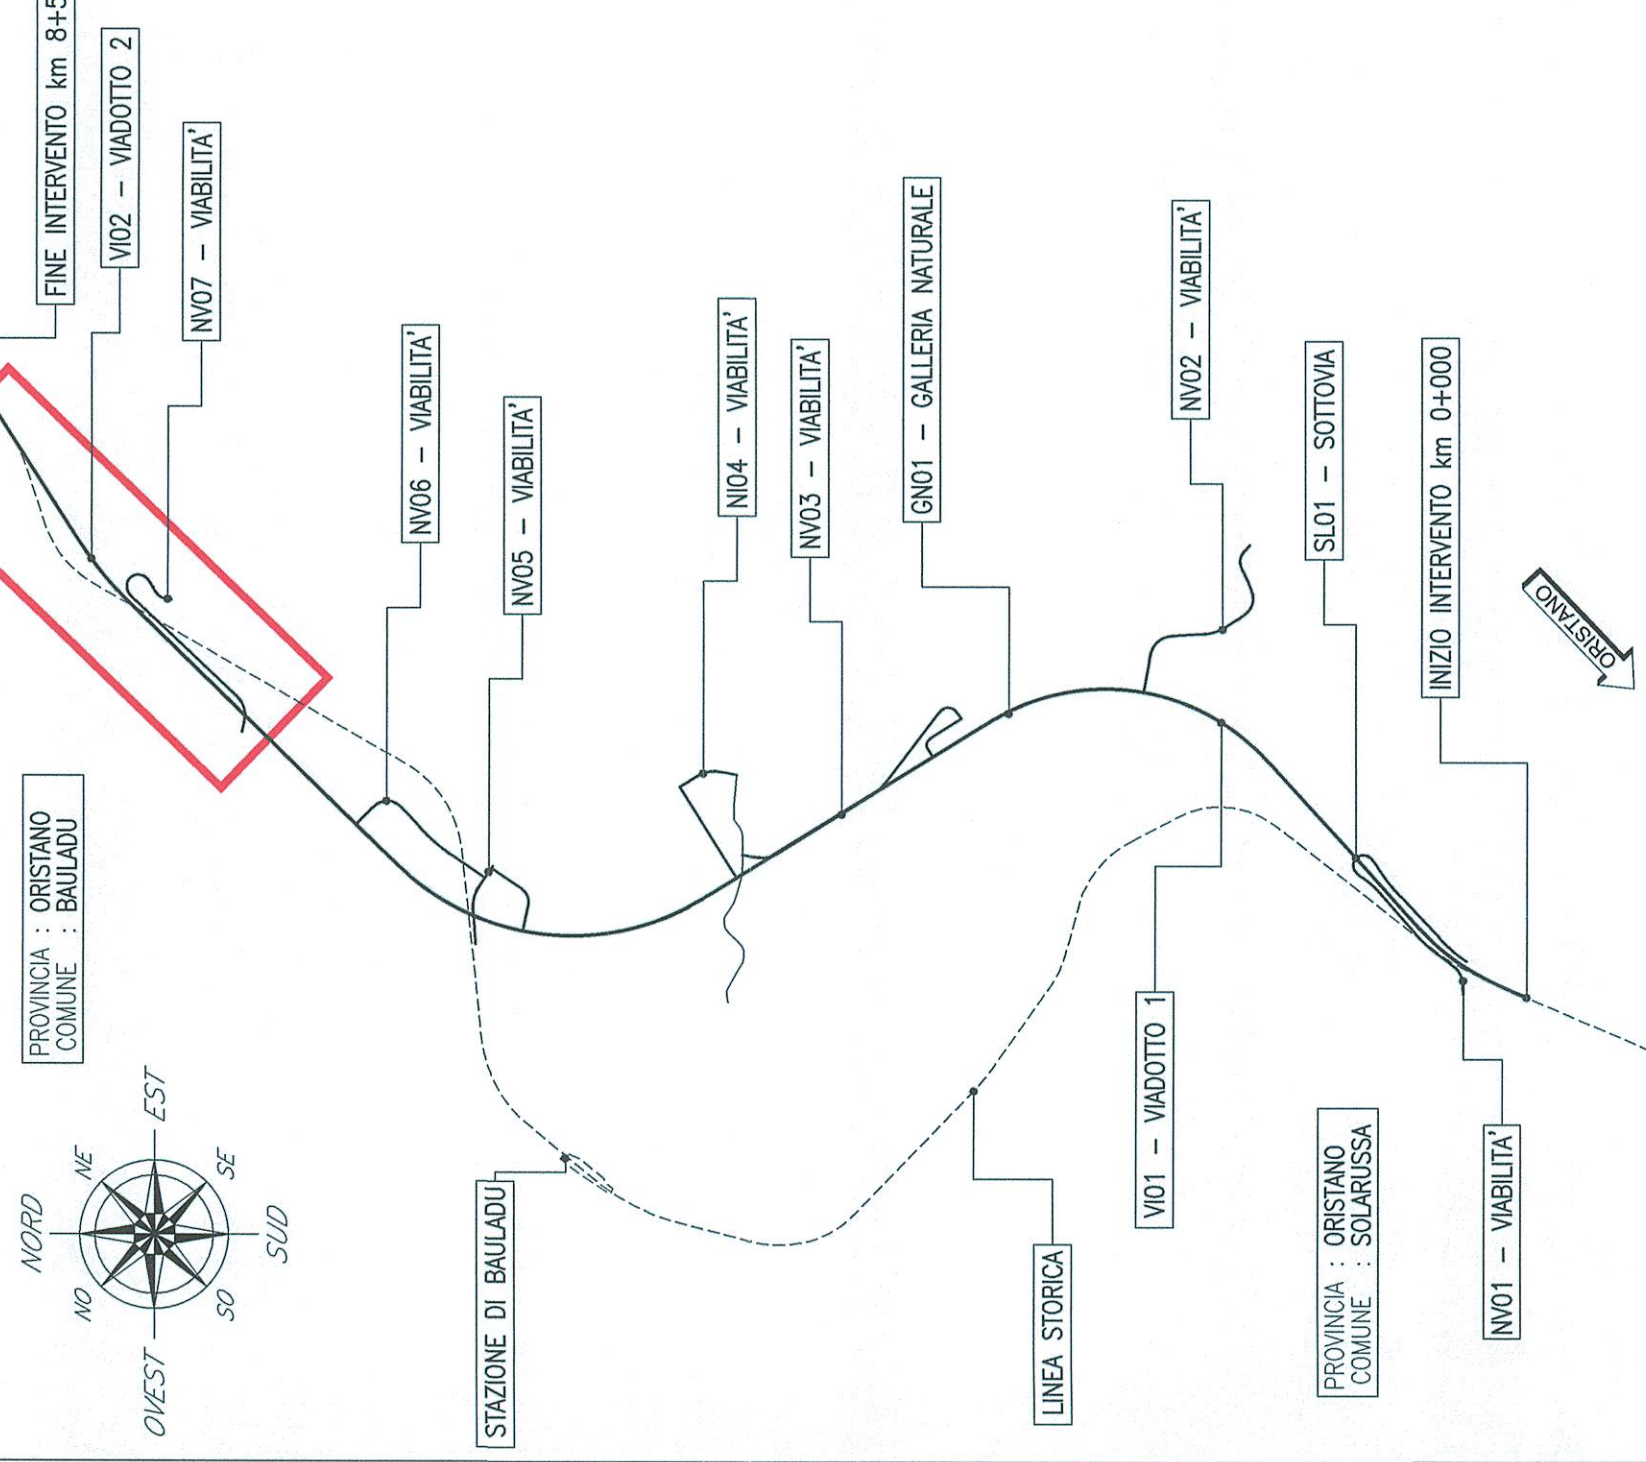 FINE INTERVENTO km 8+5
VI02 - VIADOTTO 2
NV07 - VIABILITA'
NV06 - VIABILITA'
NV05 - VIABILITA'
NI04 - VIABILITA'
NV03 - VIABILITA'
GN01 - GALLERIA NATURALE
NV02 - VIABILITA'
SL01 - SOTTOVIA
INIZIO INTERVENTO km 0+000
ORISTANO
PROVINCIA : ORISTANO
COMUNE : BAULADU
NORD
NE
EST
SE
SUD
SO
OVEST
NO
STAZIONE DI BAULADU
LINEA STORICA
VI01 - VIADOTTO 1
PROVINCIA : ORISTANO
COMUNE : SOLARUSSA
NV01 - VIABILITA'